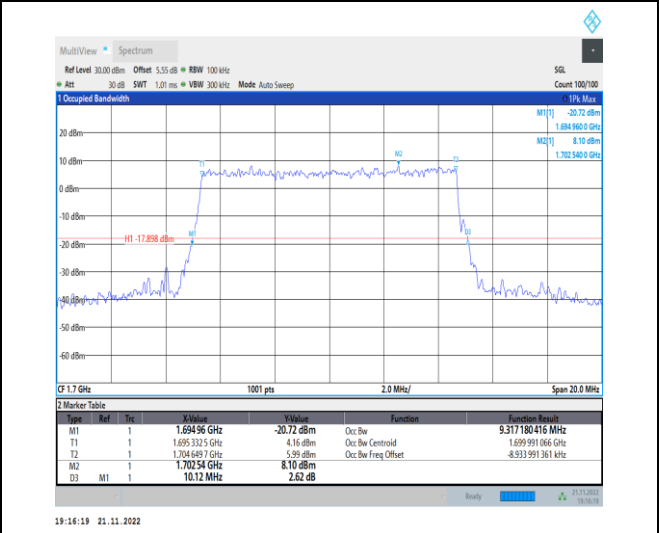 MultiView Spectrum
Ref Level 30.00 dBm Offset 5.55 dB RBW 100 kHz SGL
Att 30 dB SWT 1.01 ms VBW 300 kHz Mode Auto Sweep Count 100/100
1 Occupied Bandwidth 1Pk Max
M1[1] -20.72 dBm
1.694 960 0 GHz
M2[1] 8.10 dBm
1.702 540 0 GHz
20 dBm
M2
T1 T2
10 dBm
0 dBm
-10 dBm
M1 D3
H1 -17.898 dBm
-20 dBm
-30 dBm
-40 dBm
-50 dBm
-60 dBm
CF 1.7 GHz 1001 pts 2.0 MHz/ Span 20.0 MHz
2 Marker Table
Type Ref Trc X-Value Y-Value Function Function Result
M1 1 1.694 96 GHz -20.72 dBm Occ Bw 9.317 180 416 MHz
T1 1 1.695 332 5 GHz 4.16 dBm Occ Bw Centroid 1.699 991 066 GHz
T2 1 1.704 649 7 GHz 5.99 dBm Occ Bw Freq Offset -8.933 991 361 kHz
M2 1 1.702 54 GHz 8.10 dBm
D3 M1 1 10.12 MHz 2.62 dB
Ready 21.11.2022
19:16:19
19:16:19 21.11.2022